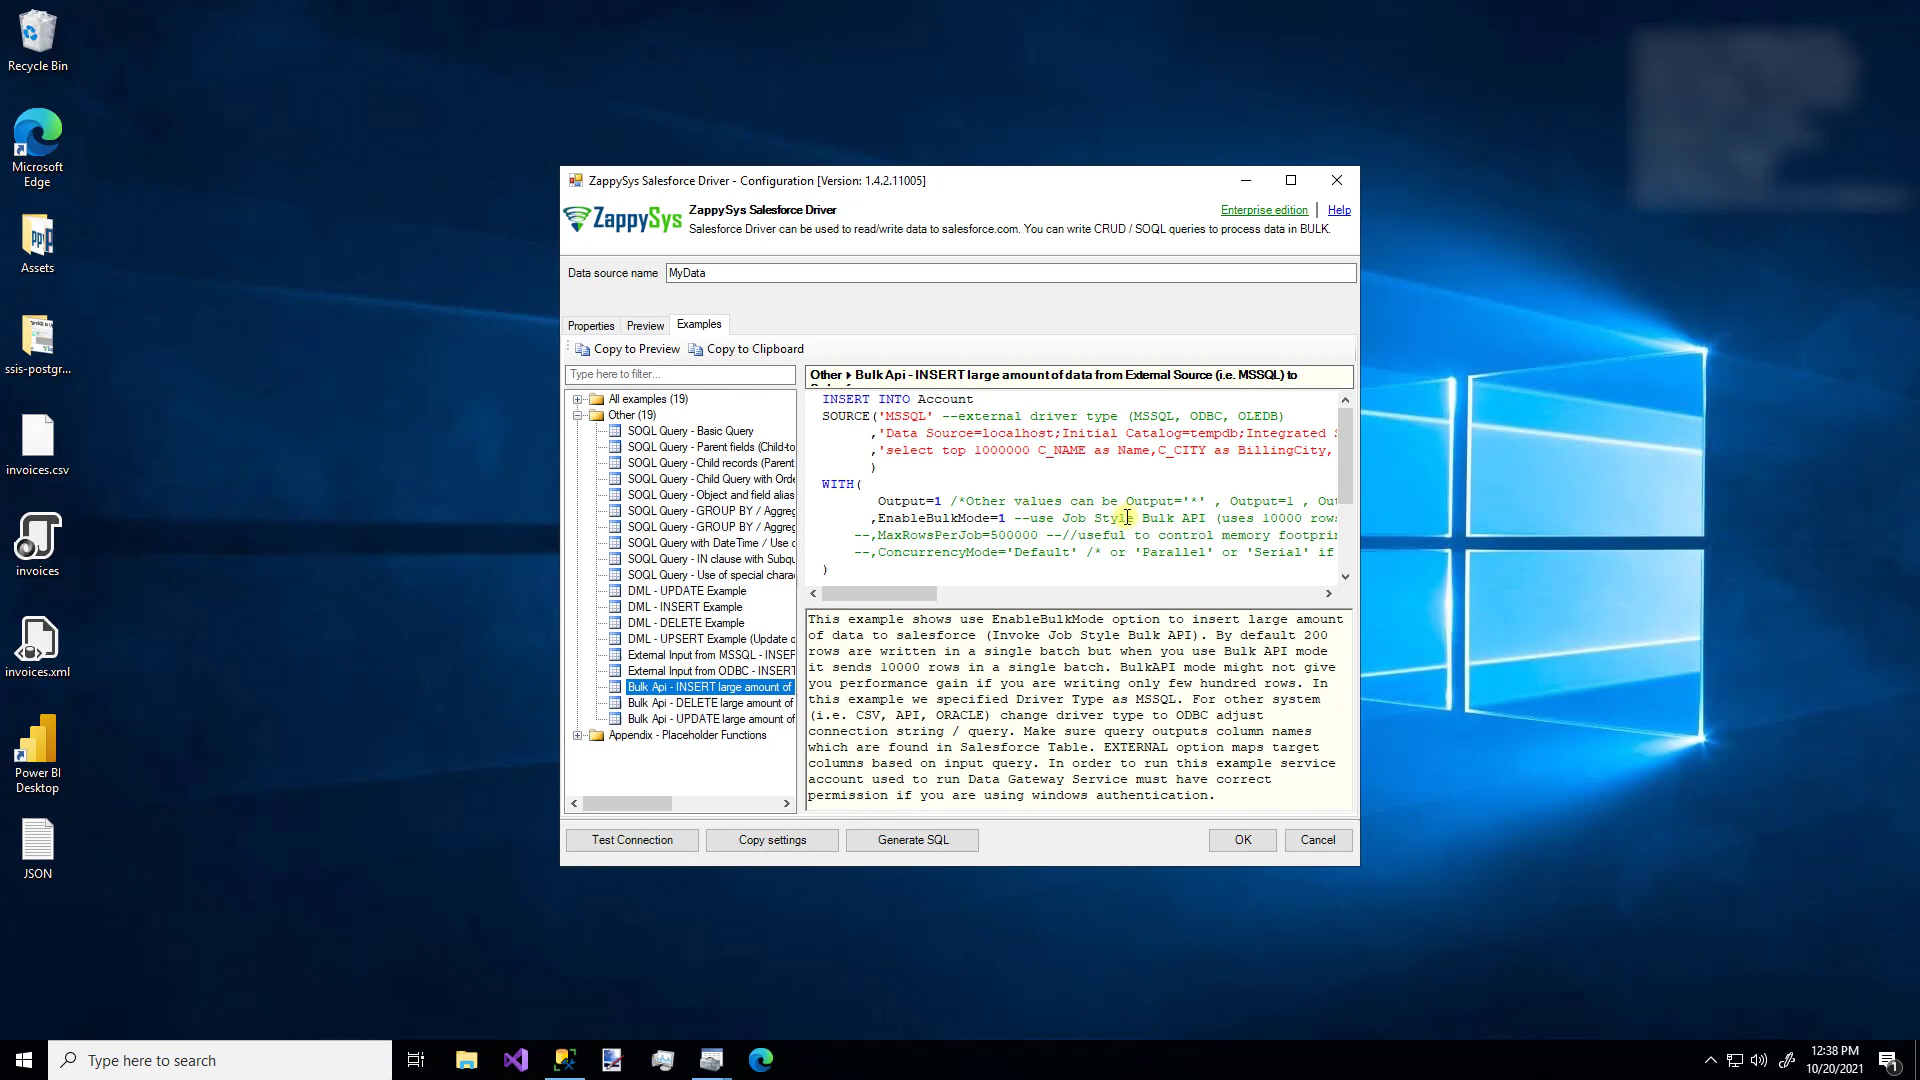 Recycle Bin
Microsoft
Edge
Assets
ssis-postgr...
invoices.csv
invoices
invoices.xml
Power BI
Desktop
JSON
ZappySys Salesforce Driver - Configuration [Version: 1.4.2.11005]
ZappySys
ZappySys Salesforce Driver
Enterprise edition
Help
Salesforce Driver can be used to read/write data to salesforce.com. You can write CRUD / SOQL queries to process data in BULK.
Data source name
MyData
Properties
Preview
Examples
Copy to Preview
Copy to Clipboard
Type here to filter...
All examples (19)
Other (19)
SOQL Query - Basic Query
SOQL Query - Parent fields (Child-to
SOQL Query - Child records (Parent
SOQL Query - Child Query with Orde
SOQL Query - Object and field alias
SOQL Query - GROUP BY / Aggreg
SOQL Query - GROUP BY / Aggreg
SOQL Query with DateTime / Use o
SOQL Query - IN clause with Subqu
SOQL Query - Use of special chara
DML - UPDATE Example
DML - INSERT Example
DML - DELETE Example
DML - UPSERT Example (Update o
External Input from MSSQL - INSEF
External Input from ODBC - INSERT
Bulk Api - INSERT large amount of
Bulk Api - DELETE large amount of
Bulk Api - UPDATE large amount of
Appendix - Placeholder Functions
Other ▸ Bulk Api - INSERT large amount of data from External Source (i.e. MSSQL) to
INSERT INTO Account
SOURCE('MSSQL' --external driver type (MSSQL, ODBC, OLEDB)
,'Data Source=localhost;Initial Catalog=tempdb;Integrated
,'select top 1000000 C_NAME as Name,C_CITY as BillingCity,
)
WITH(
Output=1 /*Other values can be Output='*' , Output=1 , Ou
,EnableBulkMode=1 --use Job Style Bulk API (uses 10000 rows
--,MaxRowsPerJob=500000 --//useful to control memory footprin
--,ConcurrencyMode='Default' /* or 'Parallel' or 'Serial' if
)
This example shows use EnableBulkMode option to insert large amount
of data to salesforce (Invoke Job Style Bulk API). By default 200
rows are written in a single batch but when you use Bulk API mode
it sends 10000 rows in a single batch. BulkAPI mode might not give
you performance gain if you are writing only few hundred rows. In
this example we specified Driver Type as MSSQL. For other system
(i.e. CSV, API, ORACLE) change driver type to ODBC adjust
connection string / query. Make sure query outputs column names
which are found in Salesforce Table. EXTERNAL option maps target
columns based on input query. In order to run this example service
account used to run Data Gateway Service must have correct
permission if you are using windows authentication.
Test Connection
Copy settings
Generate SQL
OK
Cancel
Type here to search
12:38 PM
10/20/2021
1